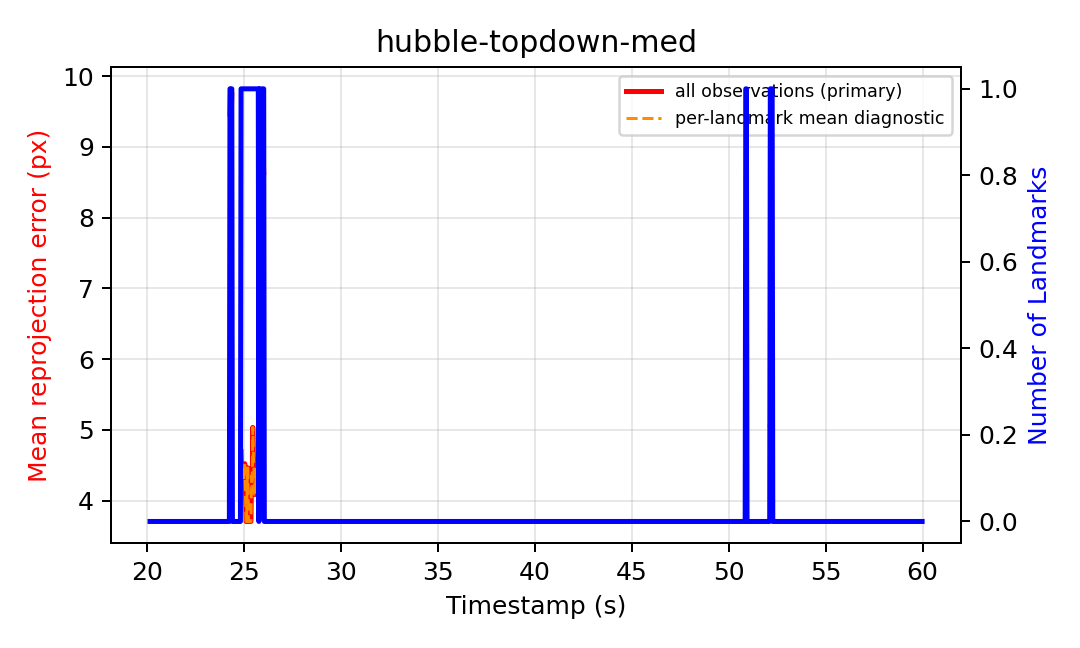 hubble-topdown-med
all observations (primary)
per-landmark mean diagnostic
Mean reprojection error (px)
10
9
8
7
6
5
4
1.0
0.8
0.6
0.4
0.2
0.0
Number of Landmarks
20 25 30 35 40 45 50 55 60
Timestamp (s)